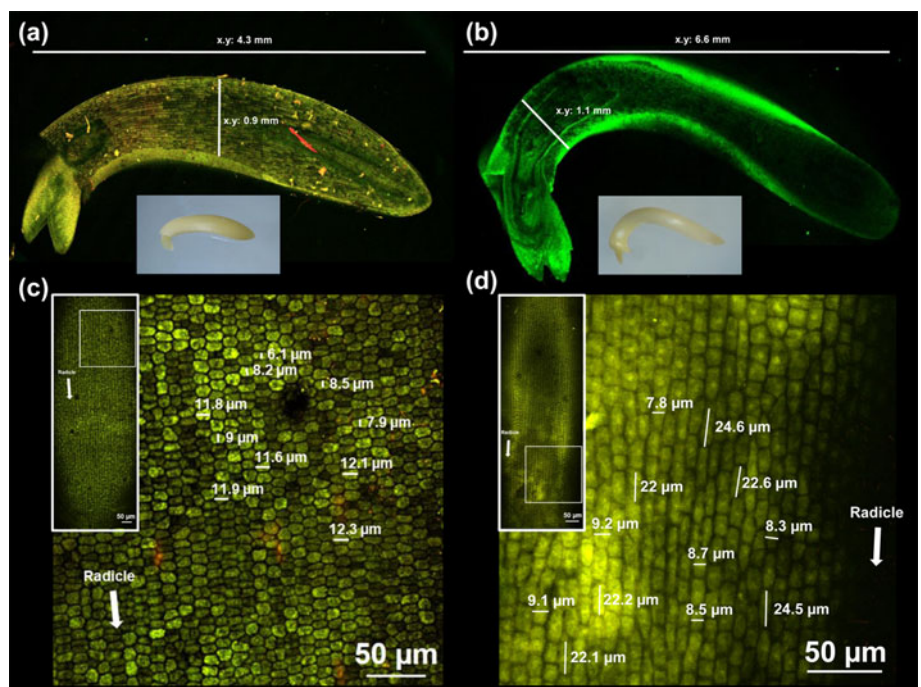 (a)
x.y: 4.3 mm
x.y: 0.9 mm
(b)
x.y: 6.6 mm
x.y: 1.1 mm
(c)
Radicle
50 µm
6.1 µm
8.2 µm
8.5 µm
11.8 µm
7.9 µm
9 µm
11.6 µm
12.1 µm
11.9 µm
12.3 µm
Radicle
50 µm
(d)
Radicle
50 µm
7.8 µm
24.6 µm
22 µm
22.6 µm
9.2 µm
8.3 µm
Radicle
8.7 µm
9.1 µm
22.2 µm
8.5 µm
24.5 µm
22.1 µm
50 µm